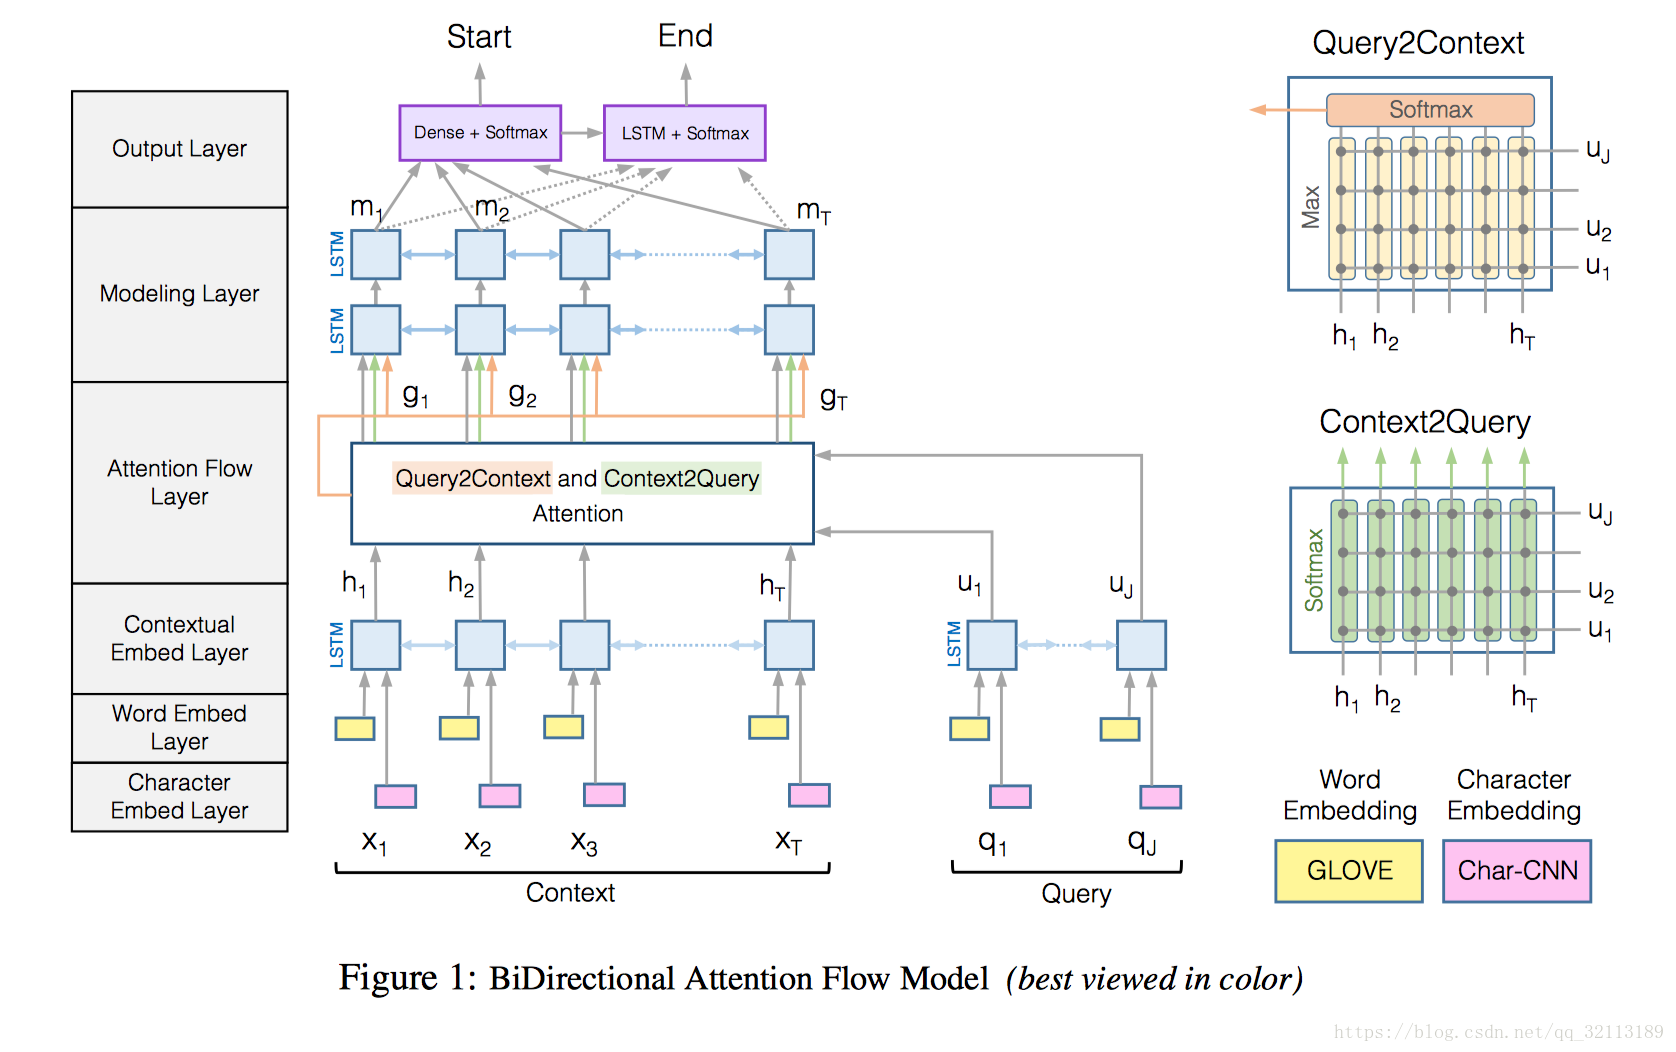 Start
End
Query2Context
Output Layer
Dense + Softmax
LSTM + Softmax
Softmax
Max
uJ
u2
u1
h1
h2
hT
Modeling Layer
m1
m2
mT
LSTM
LSTM
g1
g2
gT
Attention Flow
Layer
Query2Context and Context2Query
Attention
Context2Query
Softmax
uJ
u2
u1
h1
h2
hT
Contextual
Embed Layer
h1
h2
hT
u1
uJ
LSTM
LSTM
Word Embed
Layer
Character
Embed Layer
x1
x2
x3
xT
q1
qJ
Context
Query
Word
Embedding
Character
Embedding
GLOVE
Char-CNN
Figure 1: BiDirectional Attention Flow Model (best viewed in color)
https://blog.csdn.net/qq_32113189